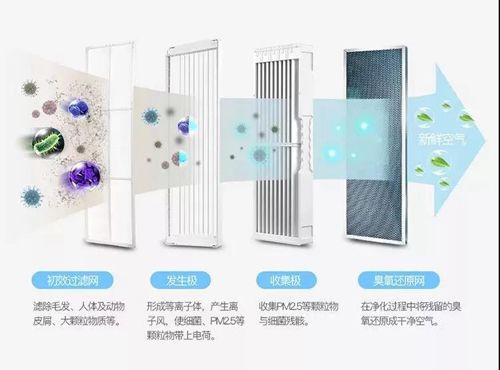 新鲜空气
初效过滤网
滤除毛发、人体及动物
皮屑、大颗粒物质等。
发生极
形成等离子体，产生离
子风，使细菌、PM2.5等
颗粒物带上电荷。
收集极
收集PM2.5等颗粒物
与细菌残骸。
臭氧还原网
在净化过程中将残留的臭
氧还原成干净空气。